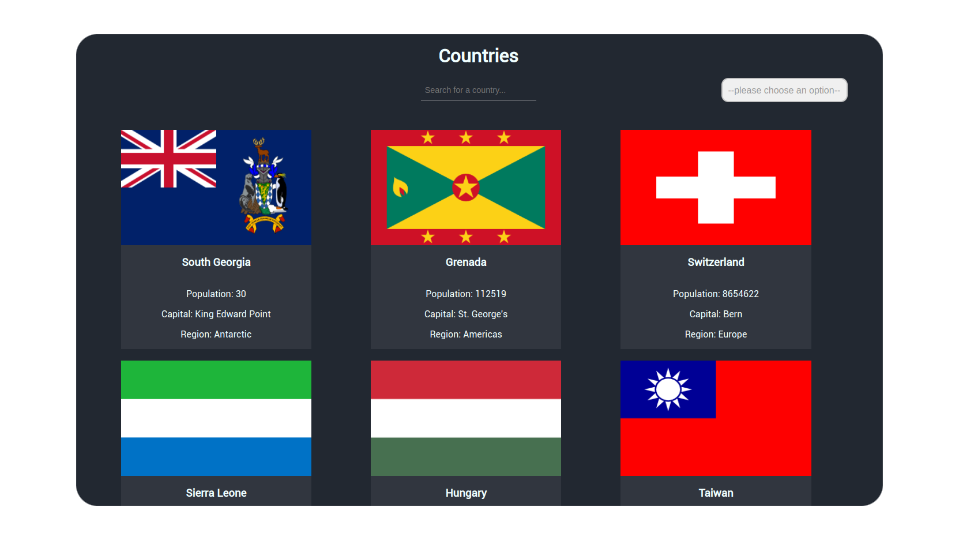 Countries
Search for a country...
--please choose an option--
South Georgia
Population: 30
Capital: King Edward Point
Region: Antarctic
Grenada
Population: 112519
Capital: St. George's
Region: Americas
Switzerland
Population: 8654622
Capital: Bern
Region: Europe
Sierra Leone
Hungary
Taiwan